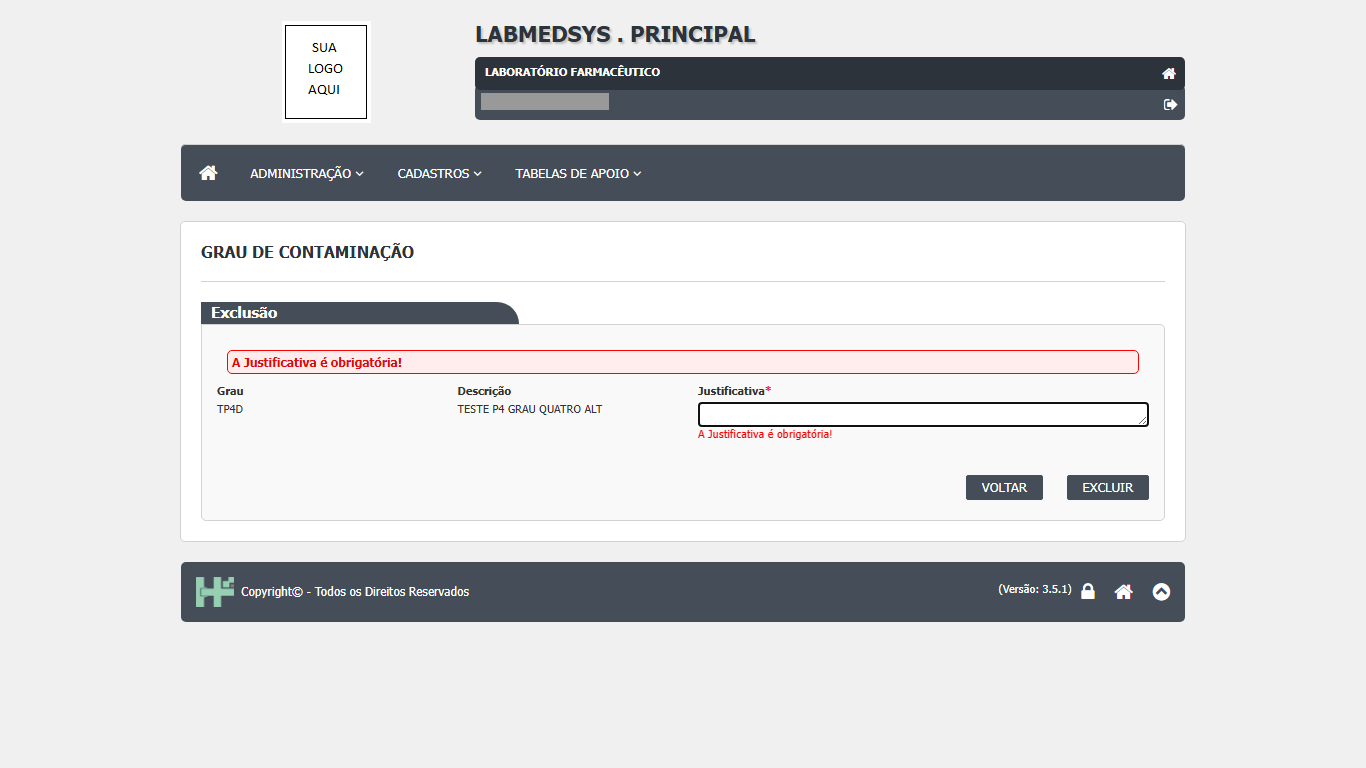 SUA
LOGO
AQUI
LABMEDSYS . PRINCIPAL
LABORATÓRIO FARMACÊUTICO
ADMINISTRAÇÃO
CADASTROS
TABELAS DE APOIO
GRAU DE CONTAMINAÇÃO
Exclusão
A Justificativa é obrigatória!
Grau
Descrição
Justificativa*
TP4D
TESTE P4 GRAU QUATRO ALT
A Justificativa é obrigatória!
VOLTAR
EXCLUIR
Copyright© - Todos os Direitos Reservados
(Versão: 3.5.1)